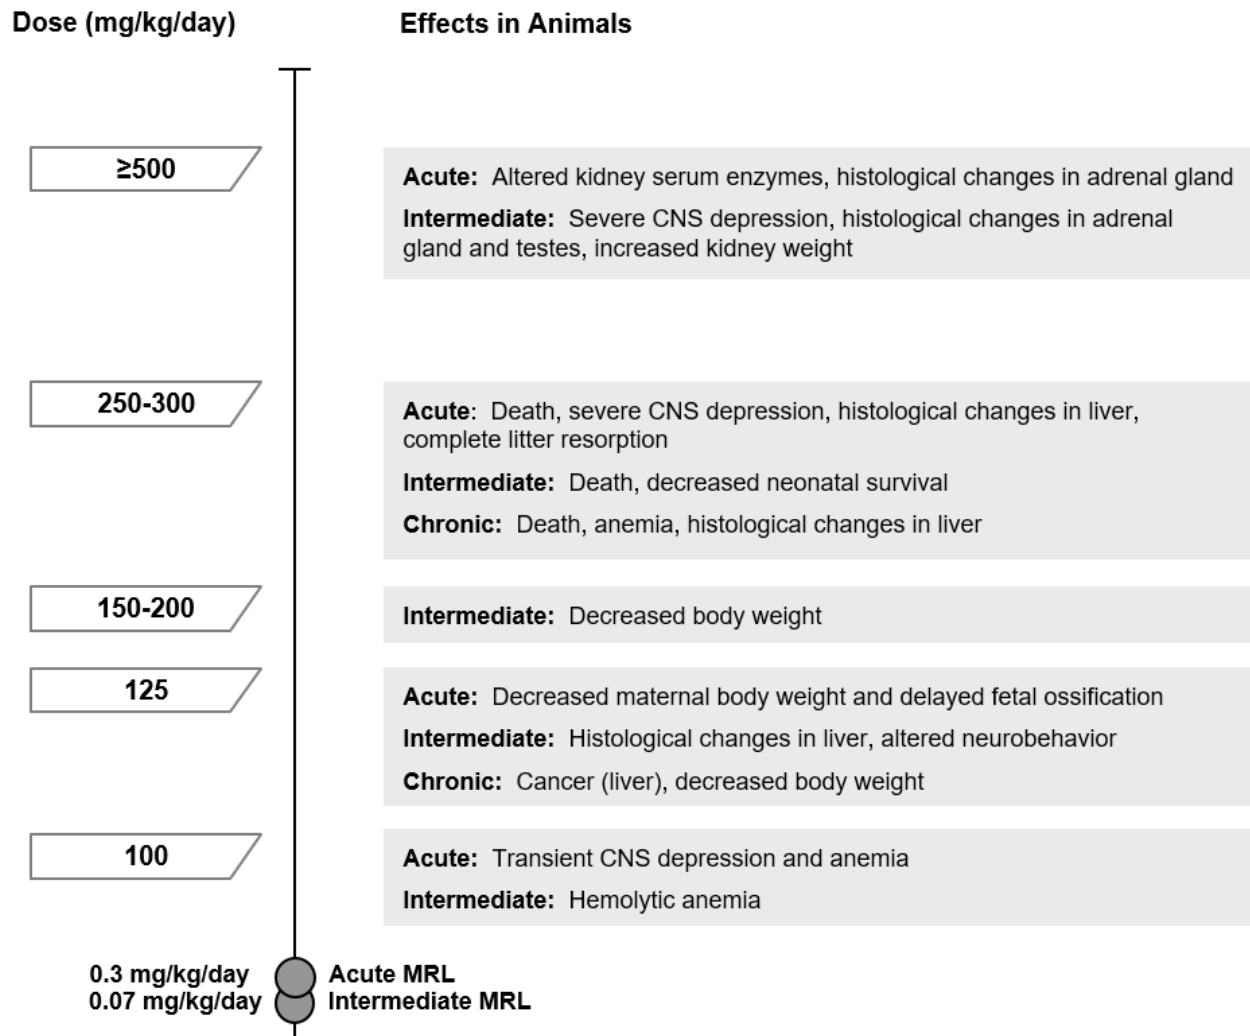 Dose (mg/kg/day)
Effects in Animals
≥500
Acute: Altered kidney serum enzymes, histological changes in adrenal gland
Intermediate: Severe CNS depression, histological changes in adrenal
gland and testes, increased kidney weight
250-300
Acute: Death, severe CNS depression, histological changes in liver,
complete litter resorption
Intermediate: Death, decreased neonatal survival
Chronic: Death, anemia, histological changes in liver
150-200
Intermediate: Decreased body weight
125
Acute: Decreased maternal body weight and delayed fetal ossification
Intermediate: Histological changes in liver, altered neurobehavior
Chronic: Cancer (liver), decreased body weight
100
Acute: Transient CNS depression and anemia
Intermediate: Hemolytic anemia
0.3 mg/kg/day Acute MRL
0.07 mg/kg/day Intermediate MRL